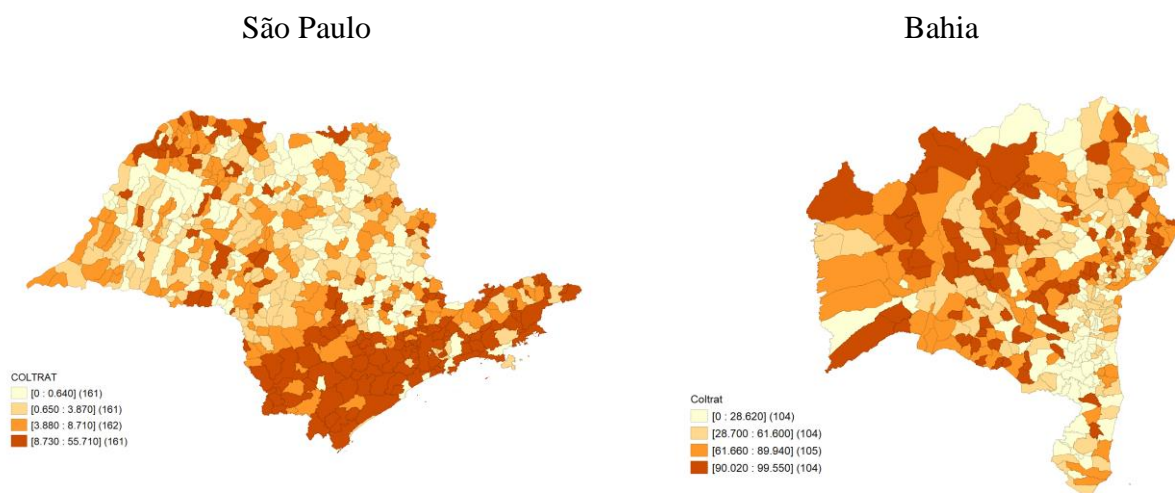 São Paulo
Bahia
COLTRAT
[0 : 0.640] (161)
[0.650 : 3.870] (161)
[3.880 : 8.710] (162)
[8.730 : 55.710] (161)
Coltrat
[0 : 28.620] (104)
[28.700 : 61.600] (104)
[61.660 : 89.940] (105)
[90.020 : 99.550] (104)